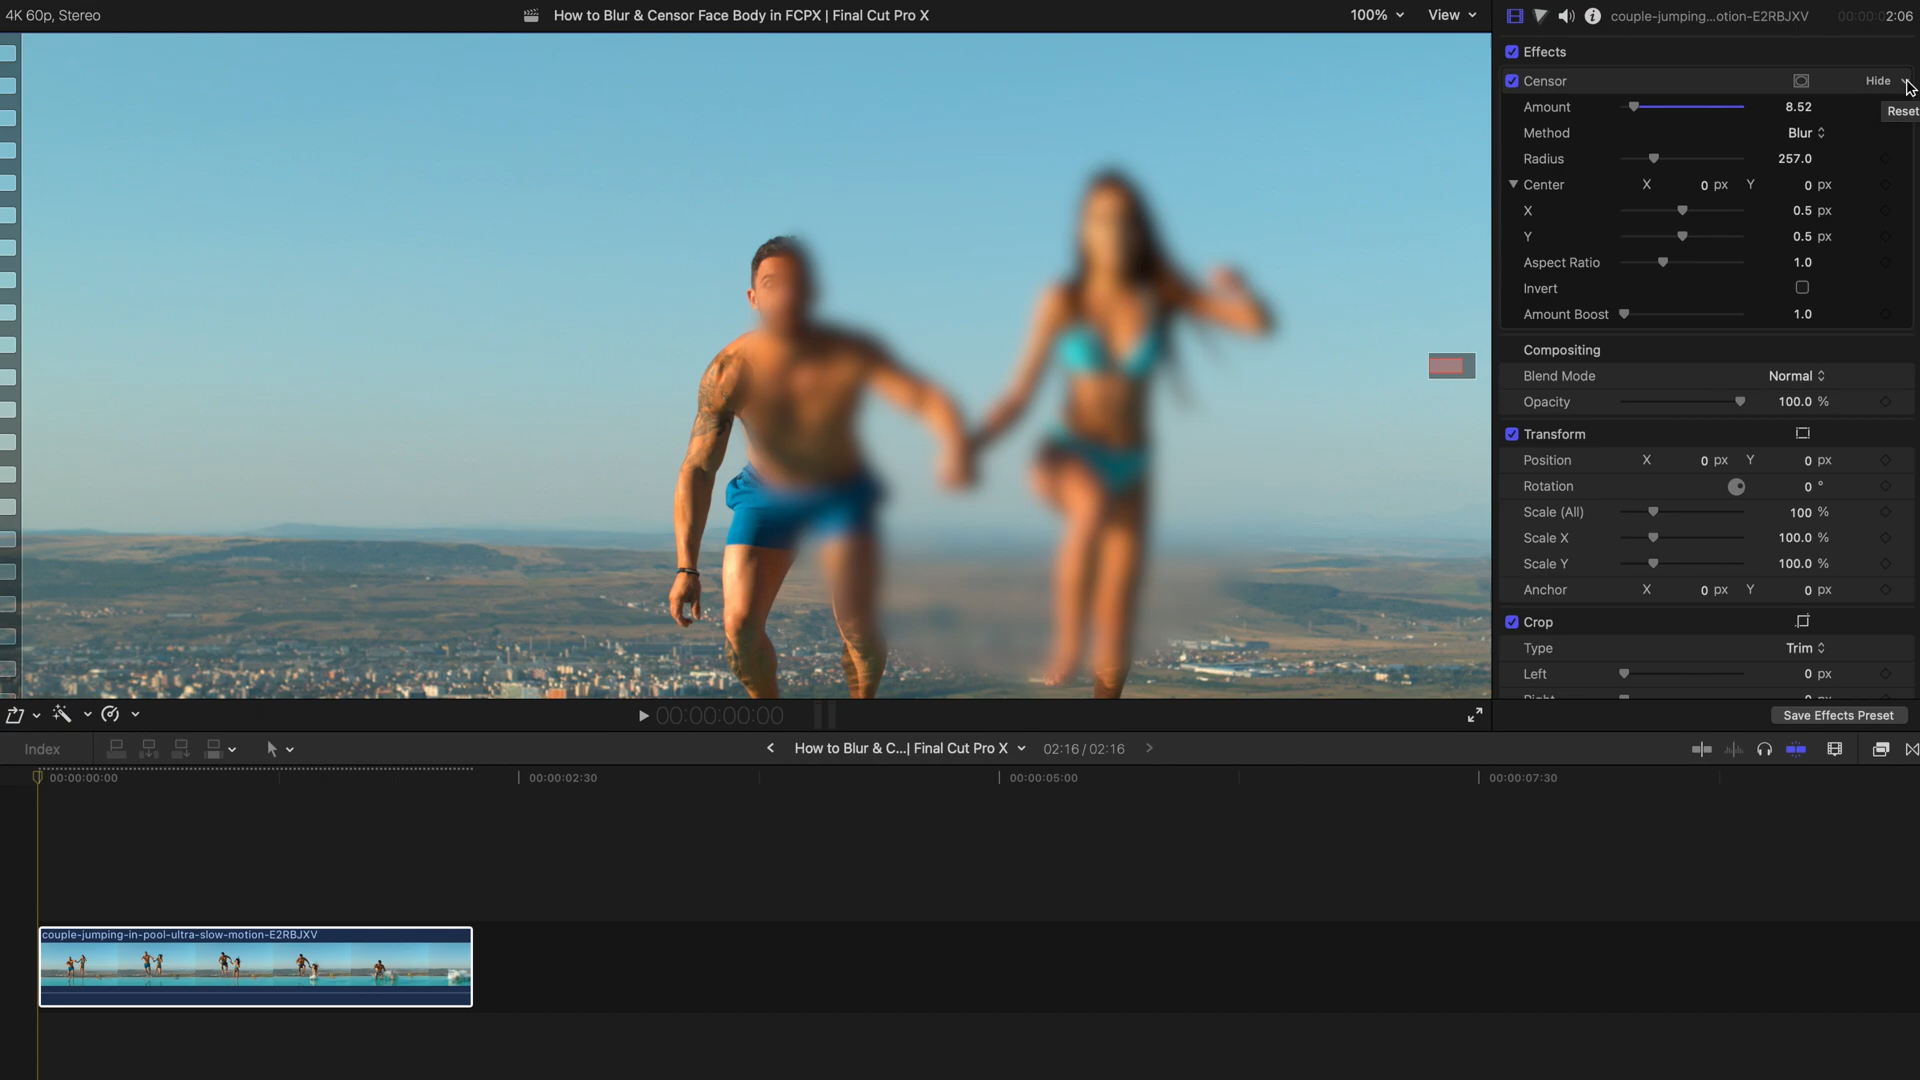 4K 60p, Stereo
How to Blur & Censor Face Body in FCPX | Final Cut Pro X
100%
View
couple-jumping...otion-E2RBJXV
00:00:02:06
Effects
Censor
Hide
Reset
Amount 8.52
Method Blur
Radius 257.0
Center X 0 px Y 0 px
X 0.5 px
Y 0.5 px
Aspect Ratio 1.0
Invert
Amount Boost 1.0
Compositing
Blend Mode Normal
Opacity 100.0 %
Transform
Position X 0 px Y 0 px
Rotation 0 °
Scale (All) 100 %
Scale X 100.0 %
Scale Y 100.0 %
Anchor X 0 px Y 0 px
Crop
Type Trim
Left 0 px
Right 0 px
00:00:00:00
Save Effects Preset
Index
How to Blur & C...| Final Cut Pro X
02:16 / 02:16
00:00:00:00
00:00:02:30
00:00:05:00
00:00:07:30
couple-jumping-in-pool-ultra-slow-motion-E2RBJXV